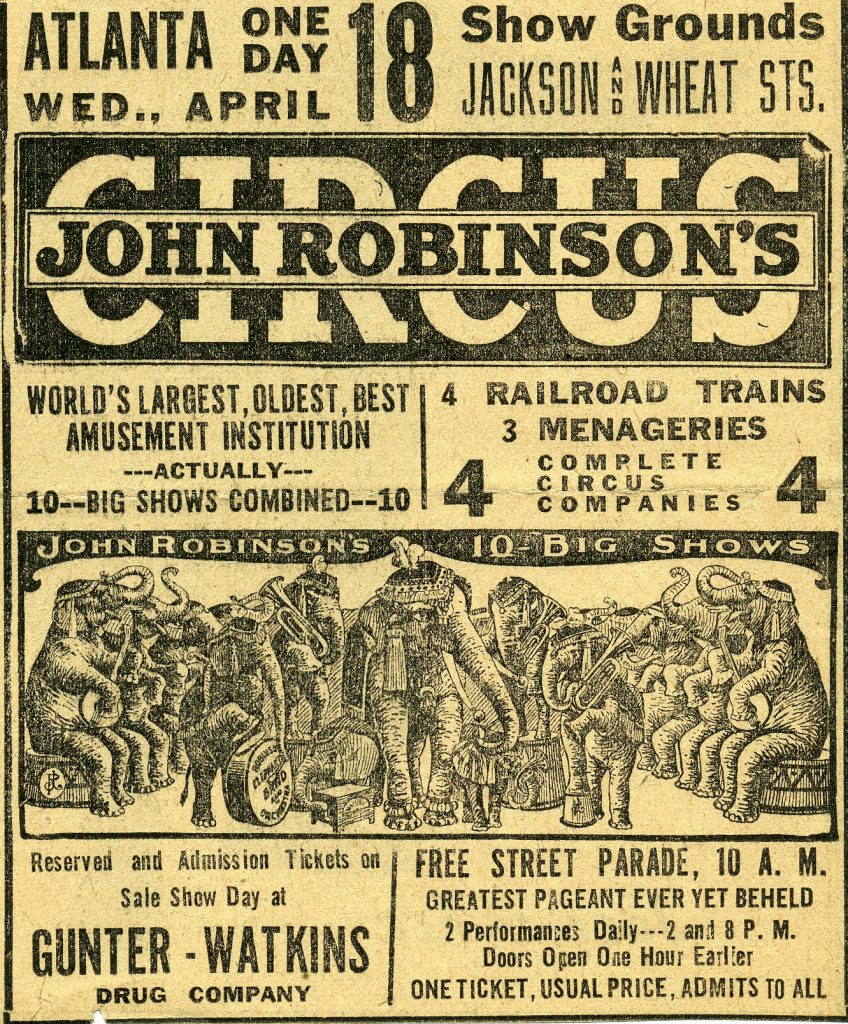 ATLANTA ONE DAY 18
WED., APRIL
Show Grounds
JACKSON AND WHEAT STS.
CIRCUS
JOHN ROBINSON'S
WORLD'S LARGEST, OLDEST, BEST
AMUSEMENT INSTITUTION
---ACTUALLY---
10--BIG SHOWS COMBINED--10
4 RAILROAD TRAINS
3 MENAGERIES
4 COMPLETE 4
CIRCUS
COMPANIES
JOHN ROBINSON'S 10-BIG SHOWS
BAND
Reserved and Admission Tickets on
Sale Show Day at
GUNTER - WATKINS
DRUG COMPANY
FREE STREET PARADE, 10 A. M.
GREATEST PAGEANT EVER YET BEHELD
2 Performances Daily---2 and 8 P. M.
Doors Open One Hour Earlier
ONE TICKET, USUAL PRICE, ADMITS TO ALL